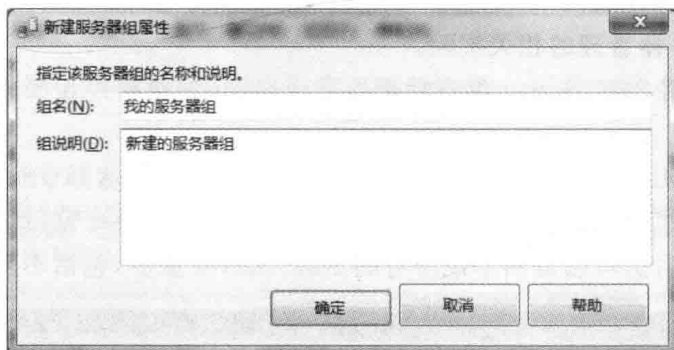 新建服务器组属性
指定该服务器组的名称和说明。
组名(N): 我的服务器组
组说明(D): 新建的服务器组
确定 取消 帮助